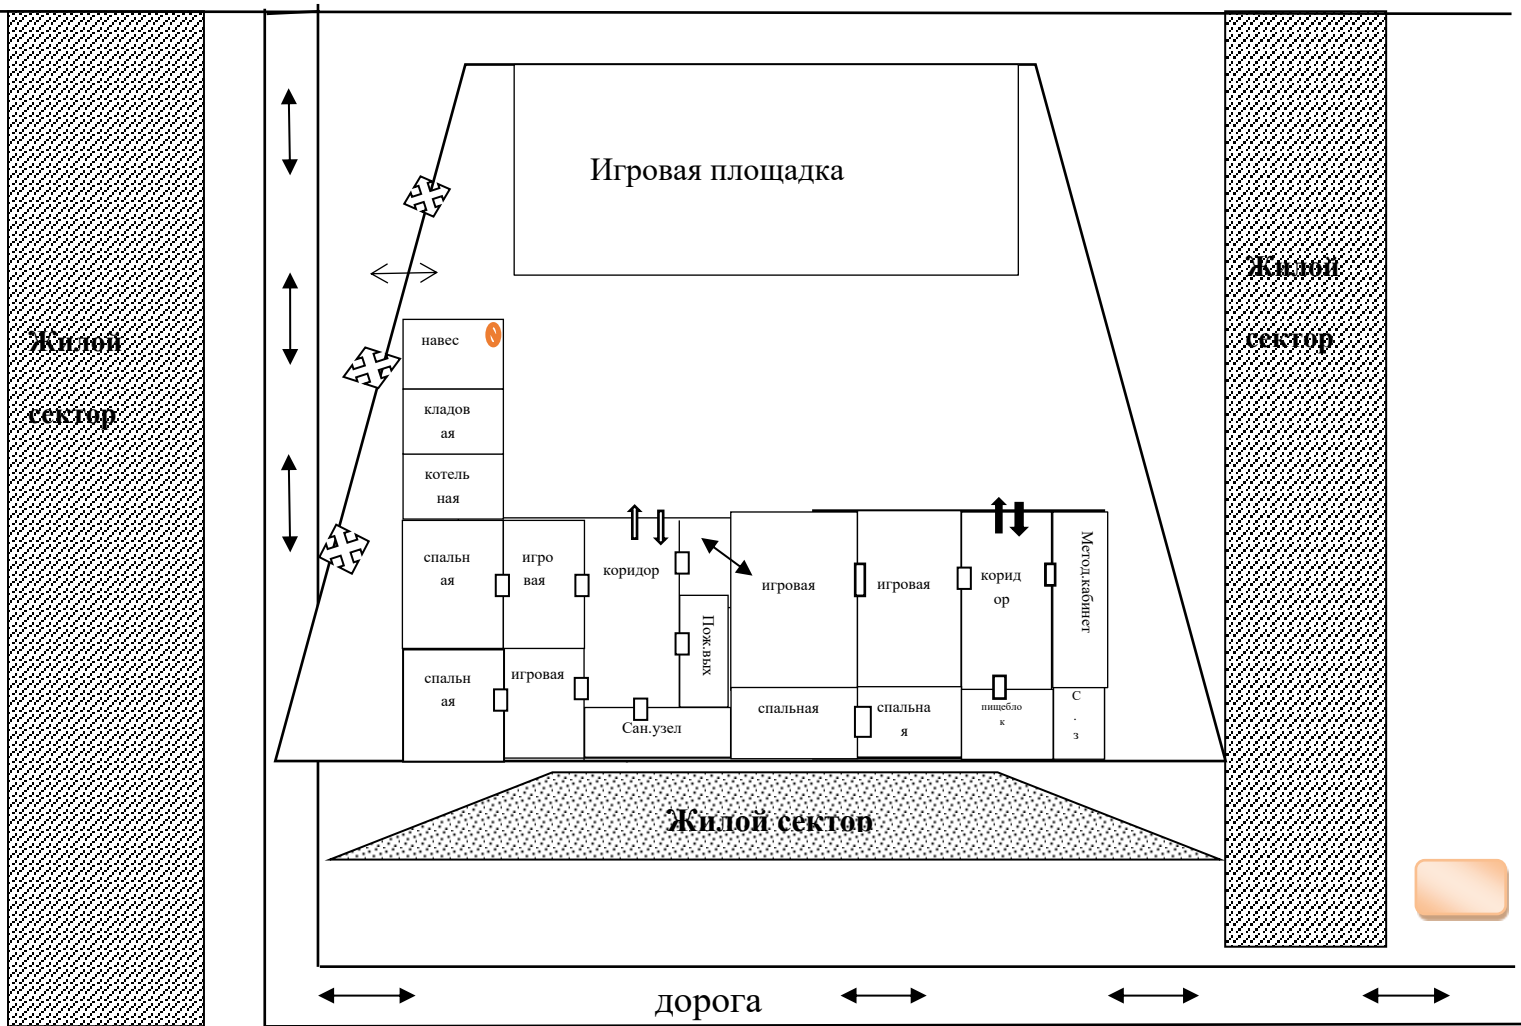 Игровая площадка
Жилой
сектор
Жилой
сектор
навес
кладов
ая
котель
ная
спальн
ая
игро
вая
коридор
игровая
игровая
корид
ор
Метод.кабинет
Пож.вых
спальн
ая
игровая
Сан.узел
спальная
спальна
я
пищебло
к
С
.
з
Жилой сектор
дорога